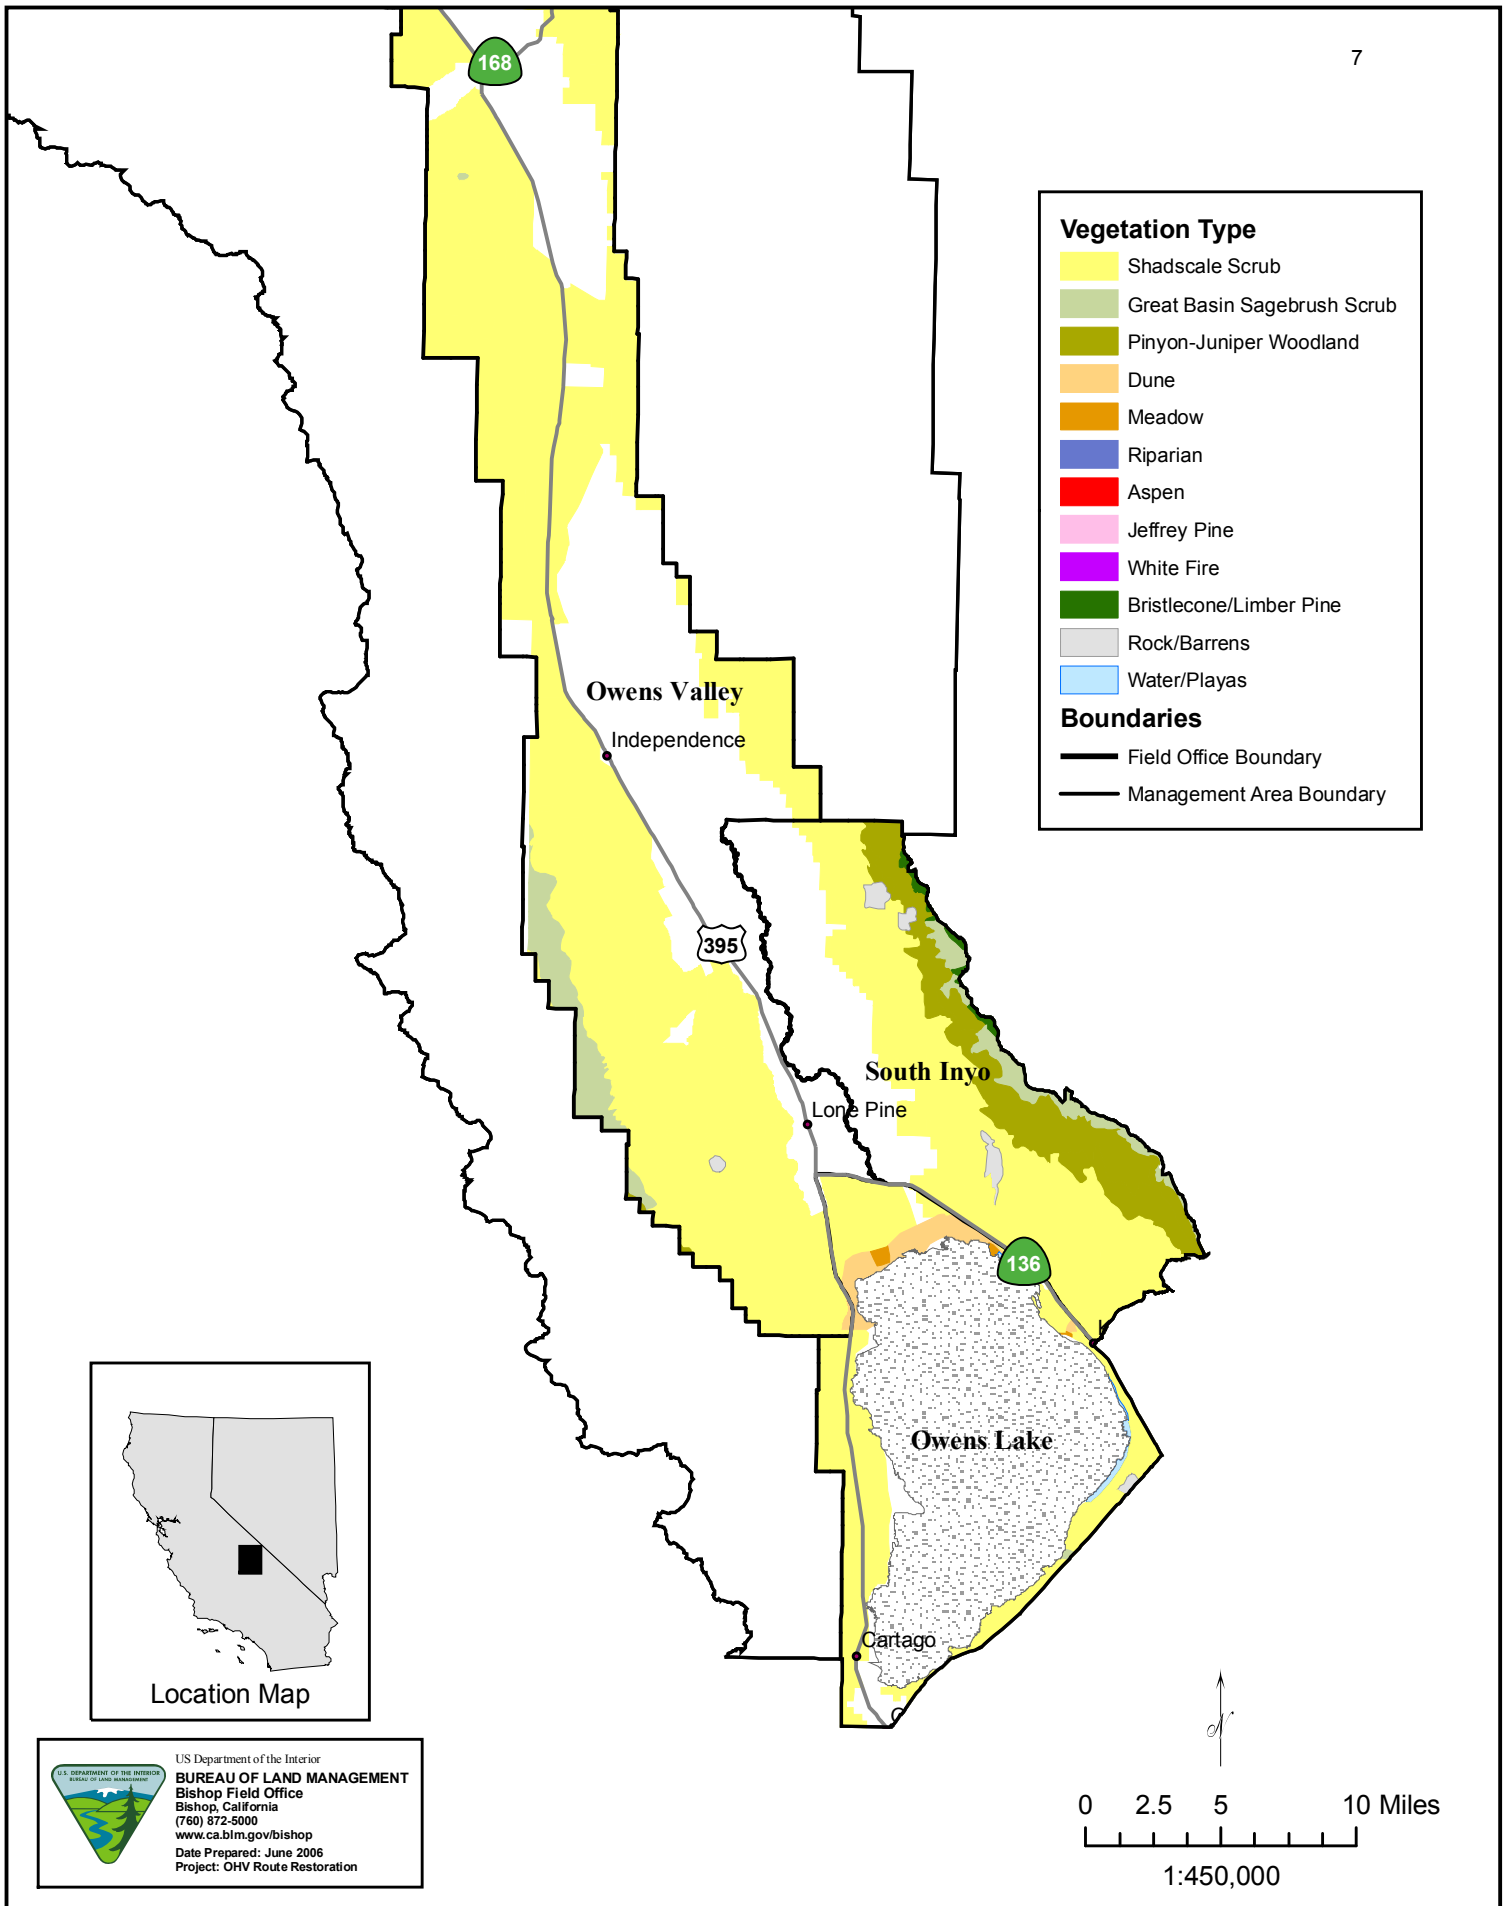 7
168
Vegetation Type
Shadscale Scrub
Great Basin Sagebrush Scrub
Pinyon-Juniper Woodland
Dune
Meadow
Riparian
Aspen
Jeffrey Pine
White Fire
Bristlecone/Limber Pine
Rock/Barrens
Water/Playas
Boundaries
Field Office Boundary
Management Area Boundary
Owens Valley
Independence
395
South Inyo
Lone Pine
136
Owens Lake
Cartago
Location Map
U.S. DEPARTMENT OF THE INTERIOR
BUREAU OF LAND MANAGEMENT
US Department of the Interior
BUREAU OF LAND MANAGEMENT
Bishop Field Office
Bishop, California
(760) 872-5000
www.ca.blm.gov/bishop
Date Prepared: June 2006
Project: OHV Route Restoration
N
0 2.5 5 10 Miles
1:450,000